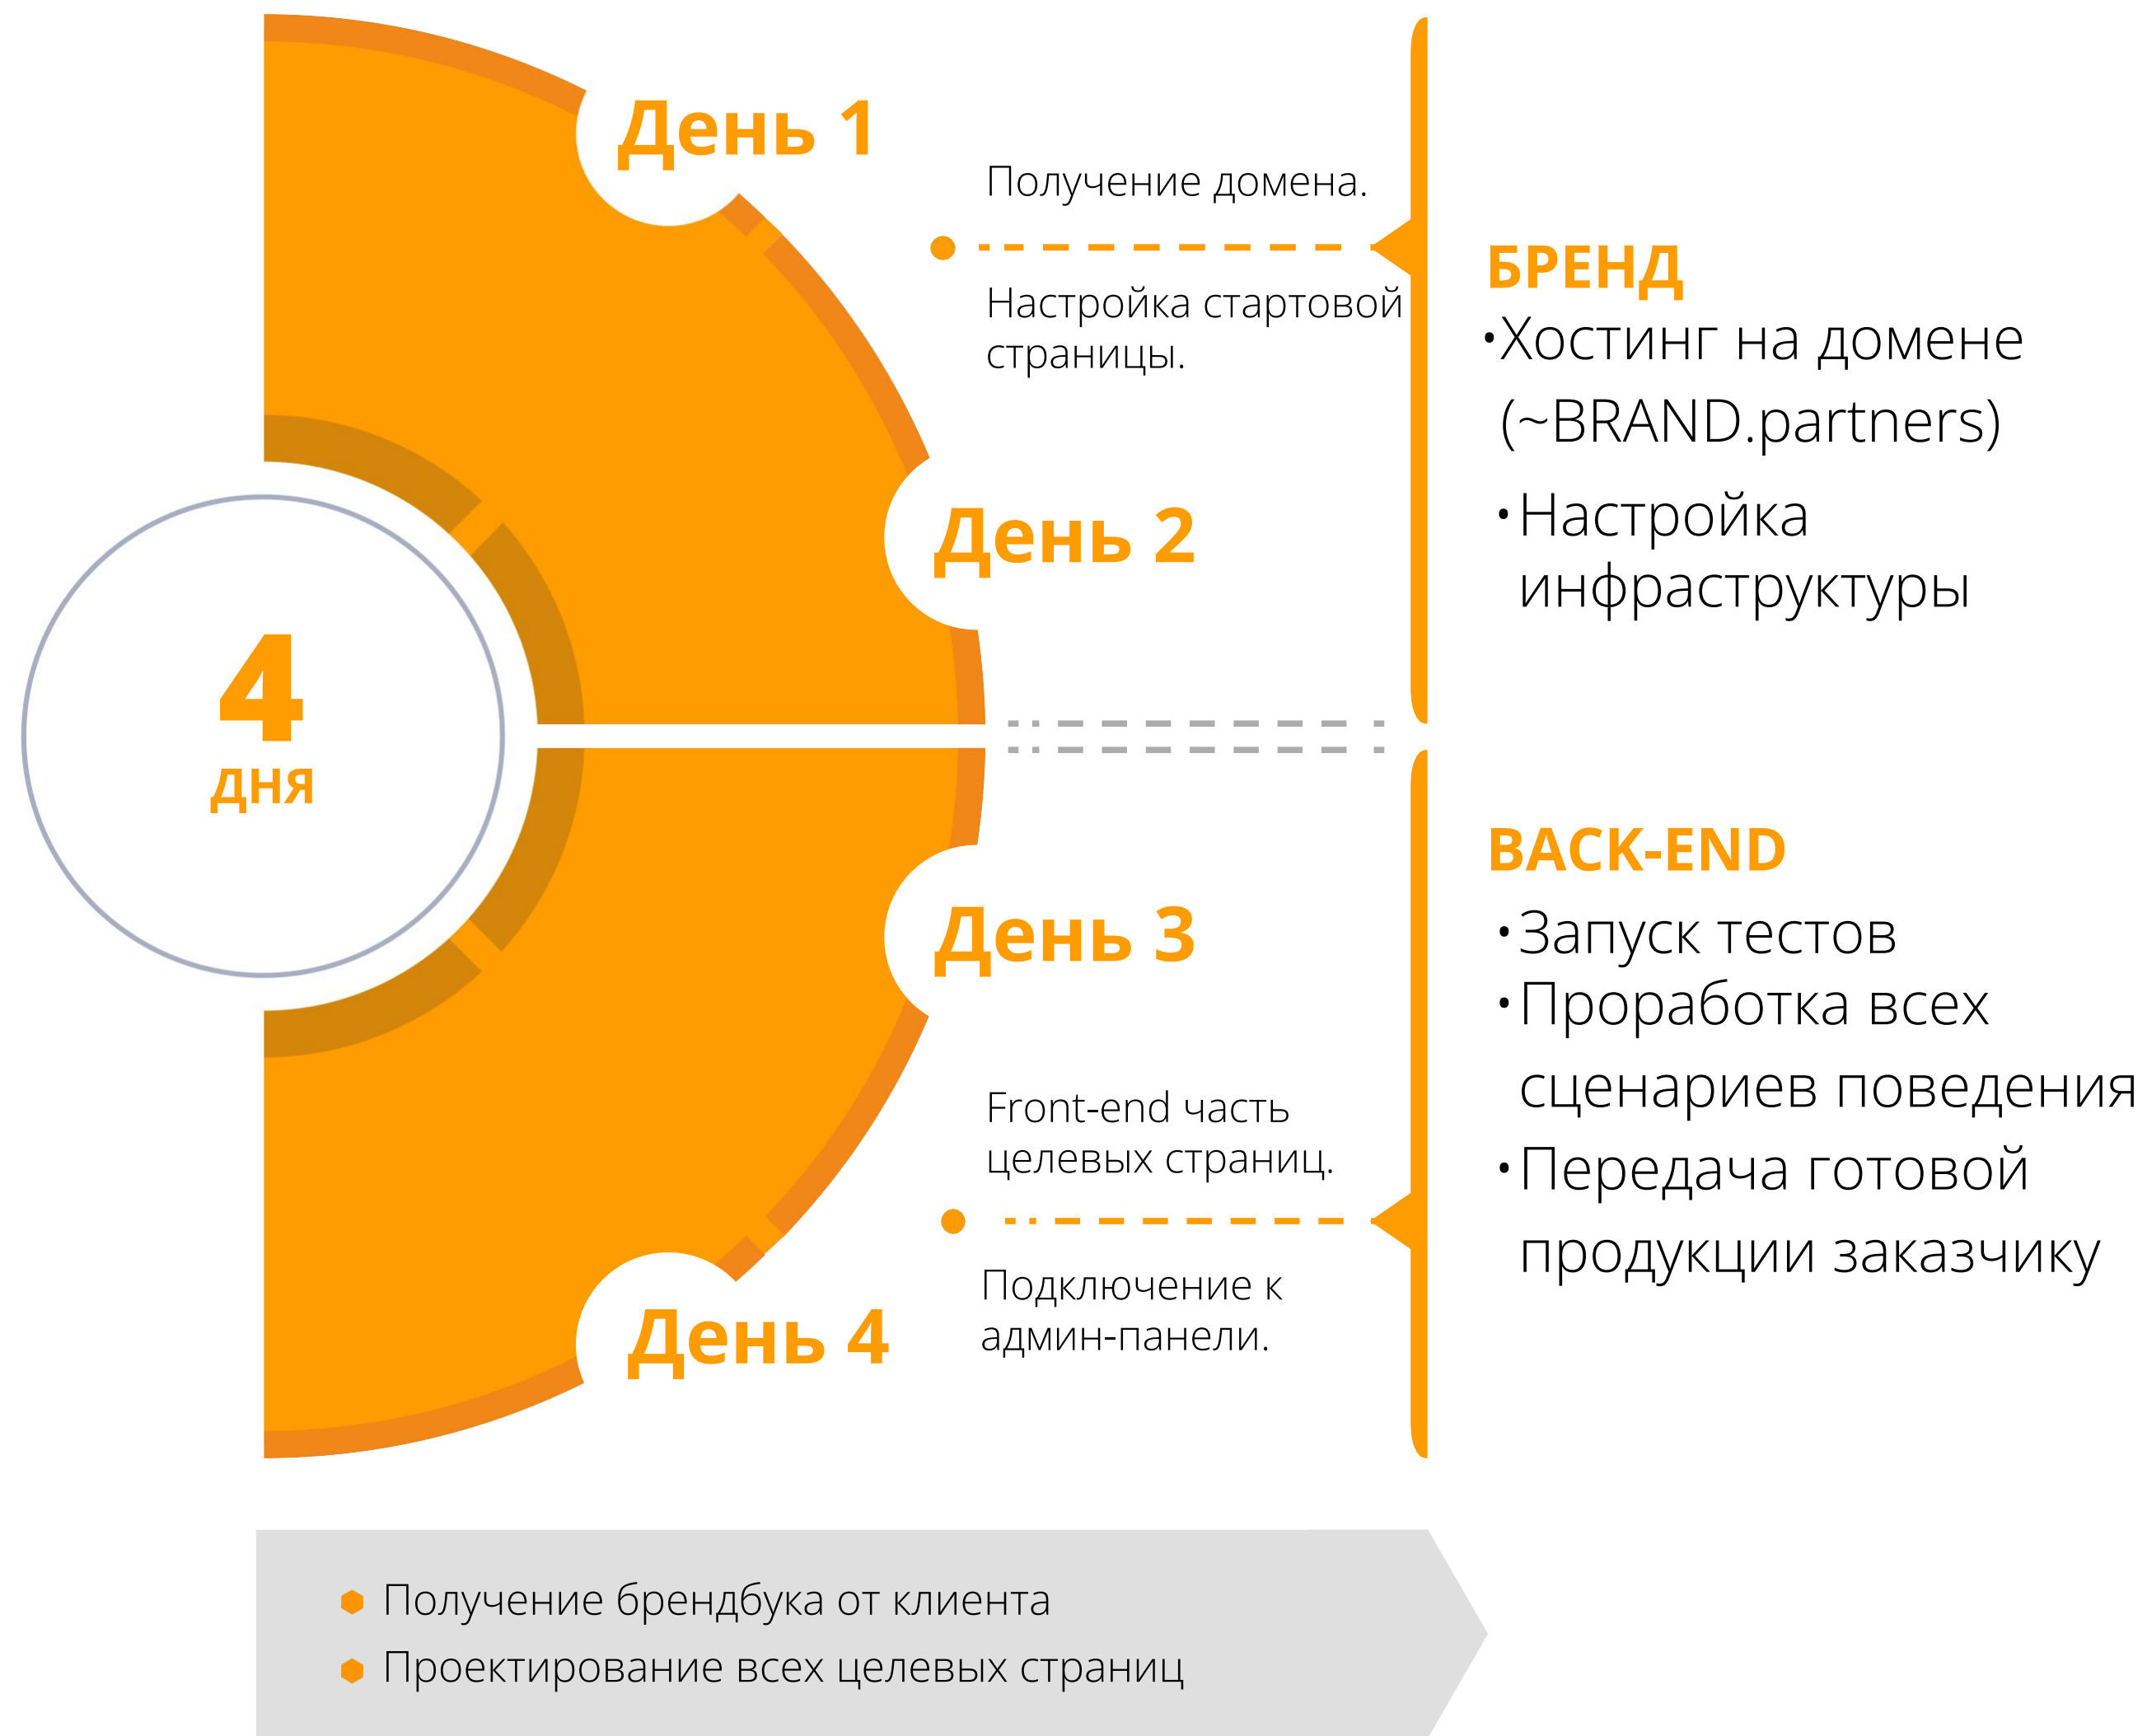 День 1
Получение домена.
Настройка стартовой
страницы.
День 2
БРЕНД
•Хостинг на домене
(~BRAND.partners)
•Настройка
инфраструктуры
4
дня
День 3
Front-end часть
целевых страниц.
Подключение к
админ-панели.
День 4
BACK-END
•Запуск тестов
•Проработка всех
сценариев поведения
•Передача готовой
продукции заказчику
Получение брендбука от клиента
Проектирование всех целевых страниц